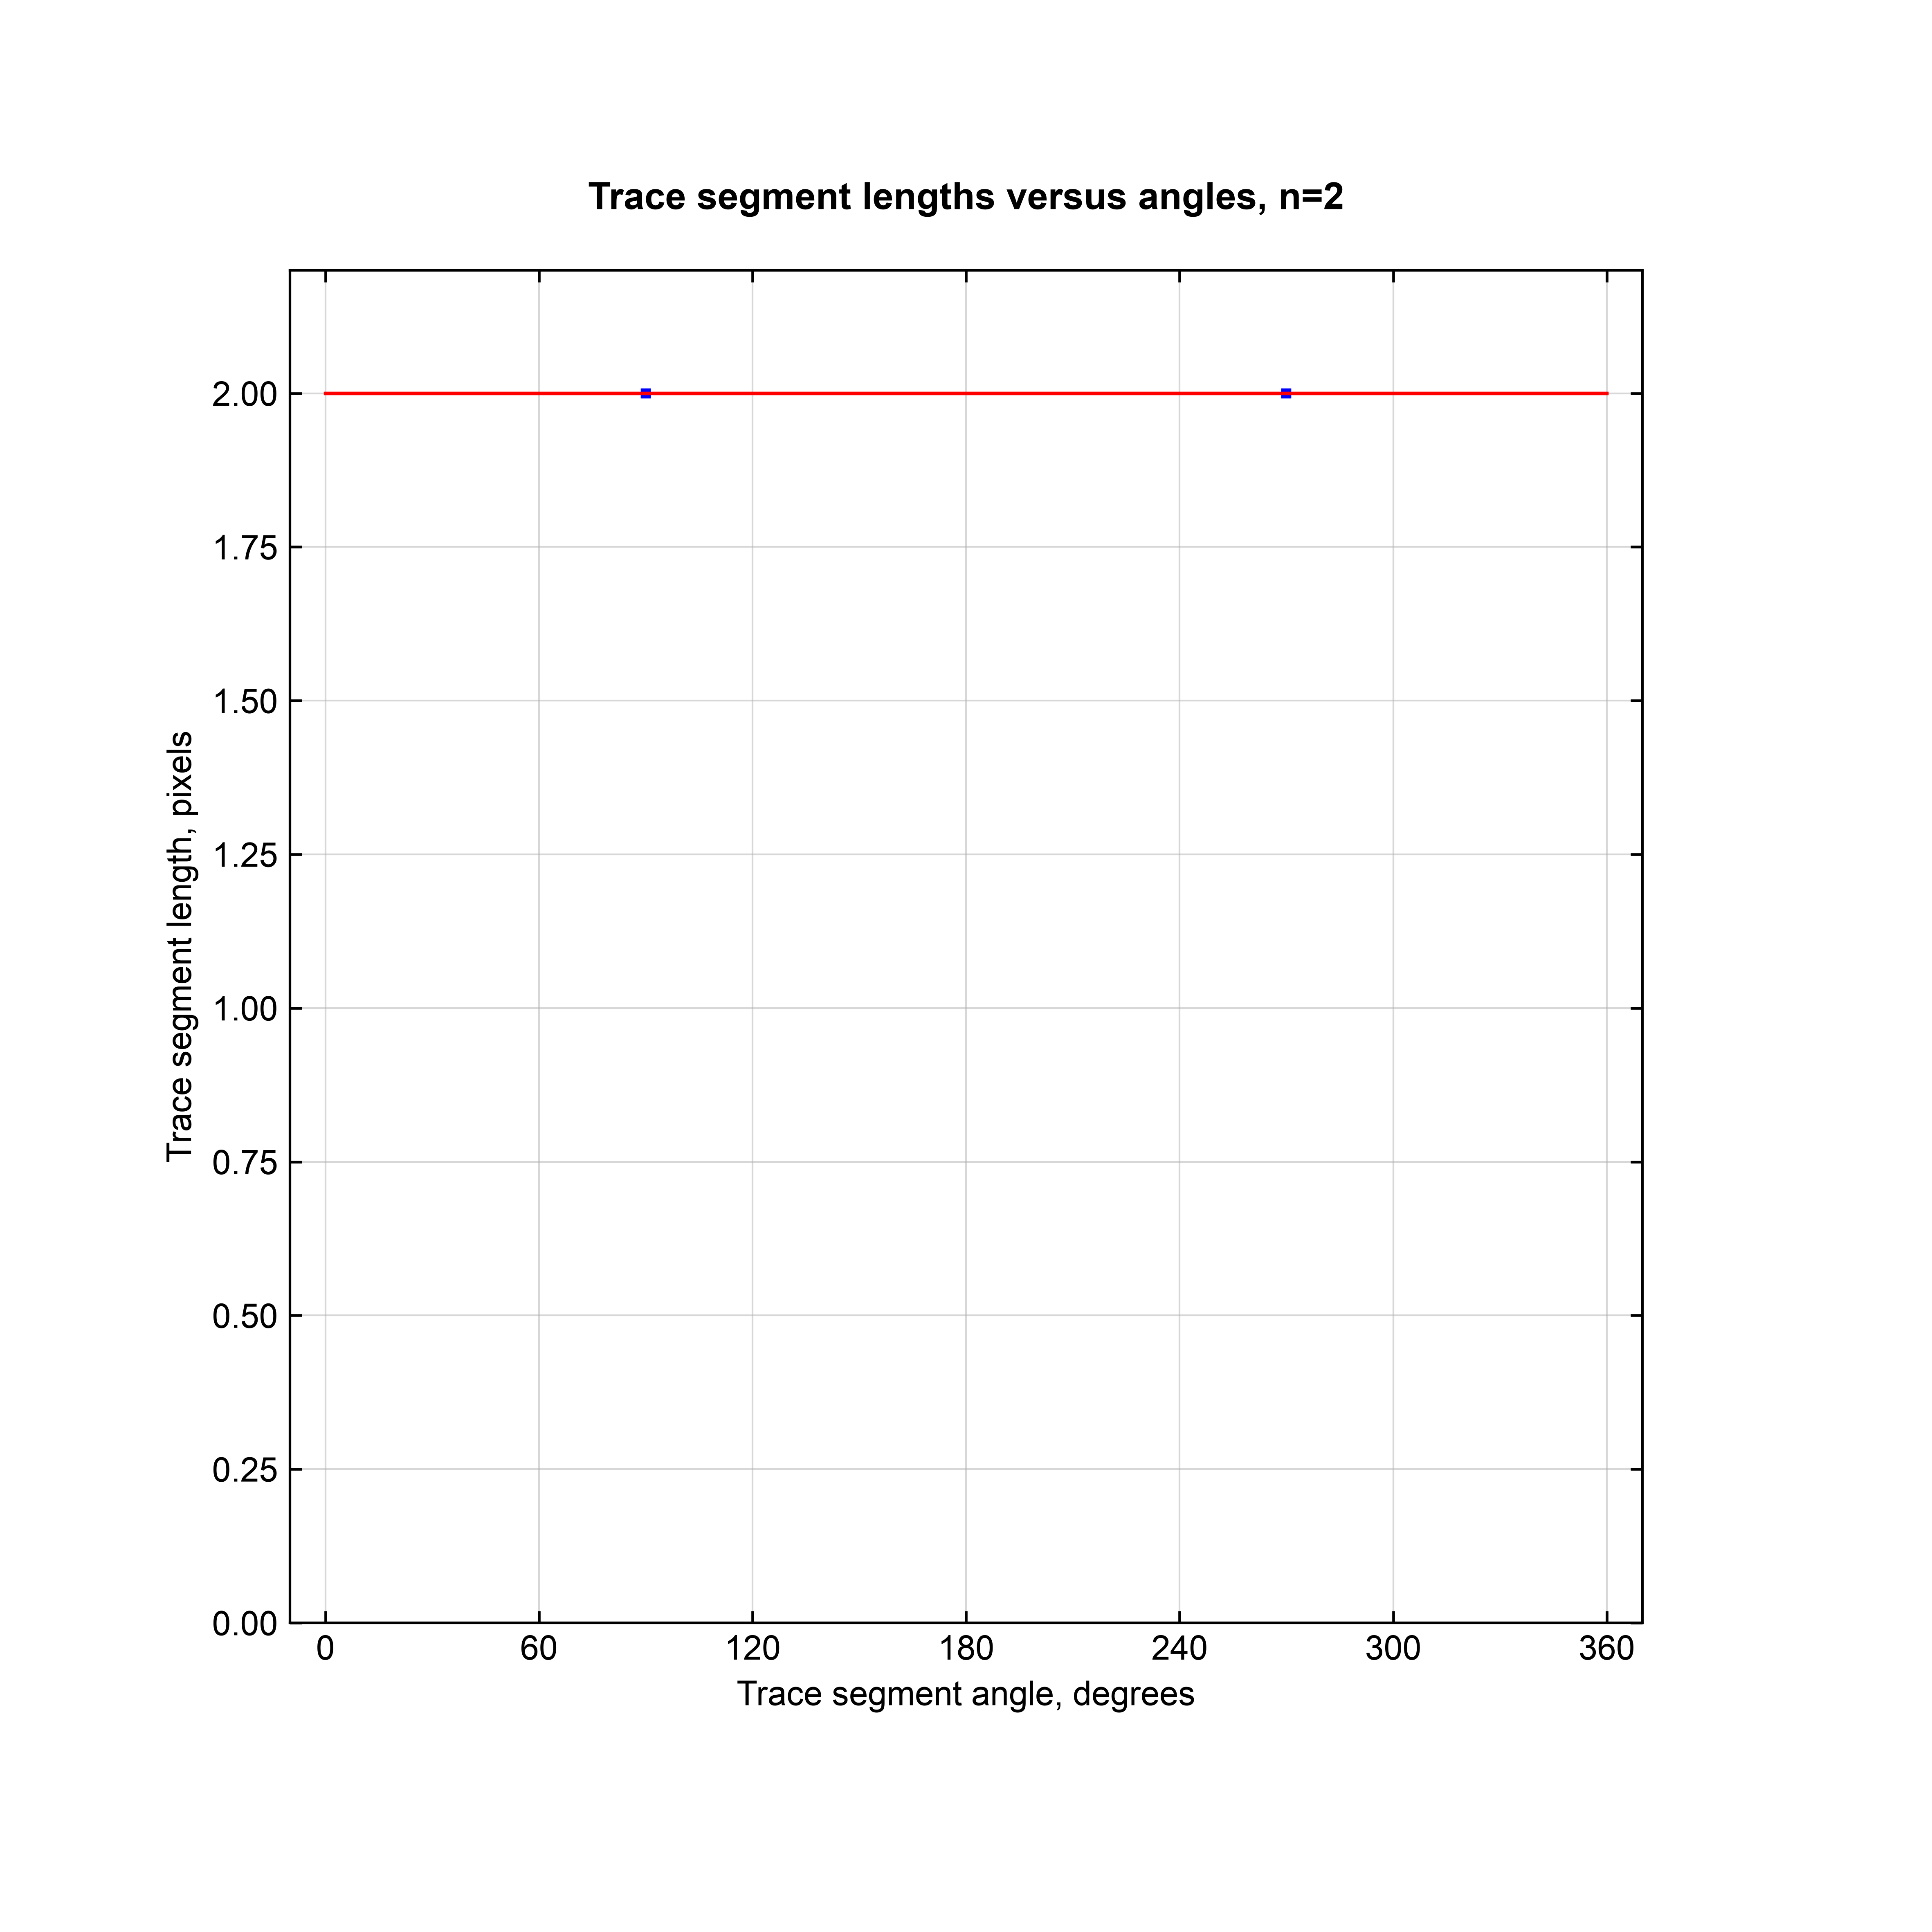 Trace segment lengths versus angles, n=2
2.00
1.75
1.50
1.25
1.00
0.75
0.50
0.25
0.00
Trace segment length, pixels
0 60 120 180 240 300 360
Trace segment angle, degrees